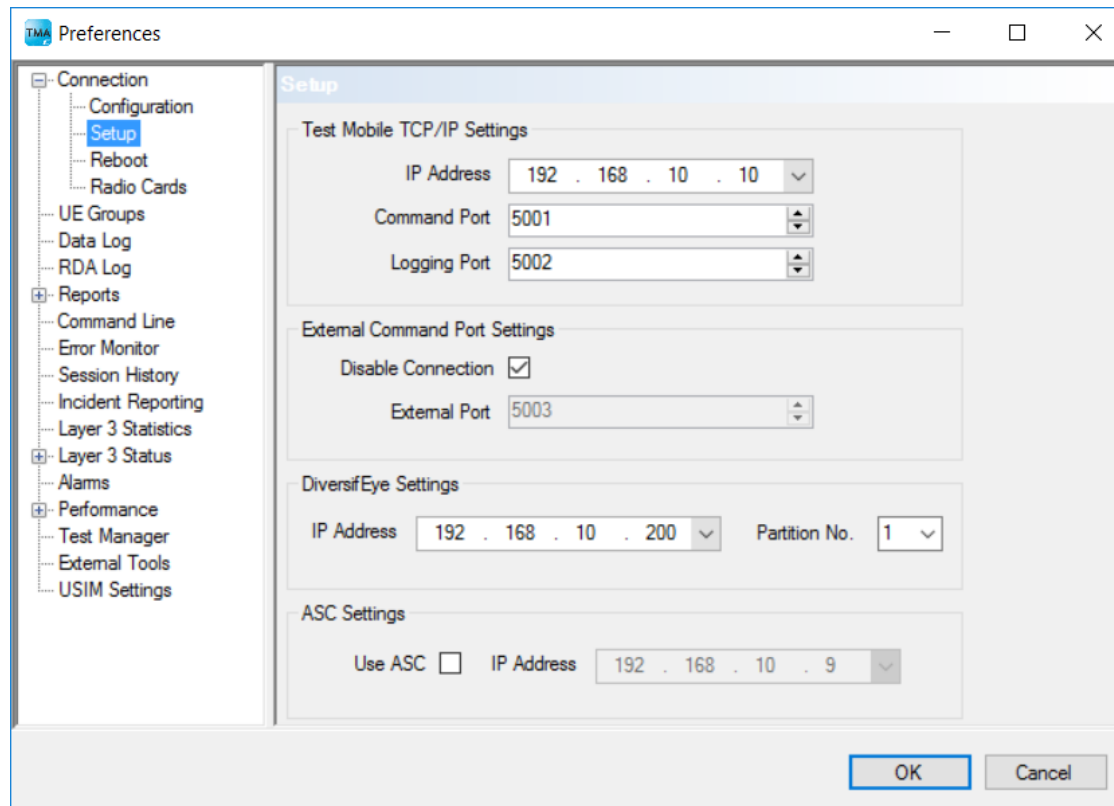 TMA Preferences
Connection
Configuration
Setup
Reboot
Radio Cards
UE Groups
Data Log
RDA Log
Reports
Command Line
Error Monitor
Session History
Incident Reporting
Layer 3 Statistics
Layer 3 Status
Alarms
Performance
Test Manager
External Tools
USIM Settings
Setup
Test Mobile TCP/IP Settings
IP Address 192 . 168 . 10 . 10
Command Port 5001
Logging Port 5002
External Command Port Settings
Disable Connection
External Port 5003
DiversifEye Settings
IP Address 192 . 168 . 10 . 200 Partition No. 1
ASC Settings
Use ASC IP Address 192 . 168 . 10 . 9
OK Cancel